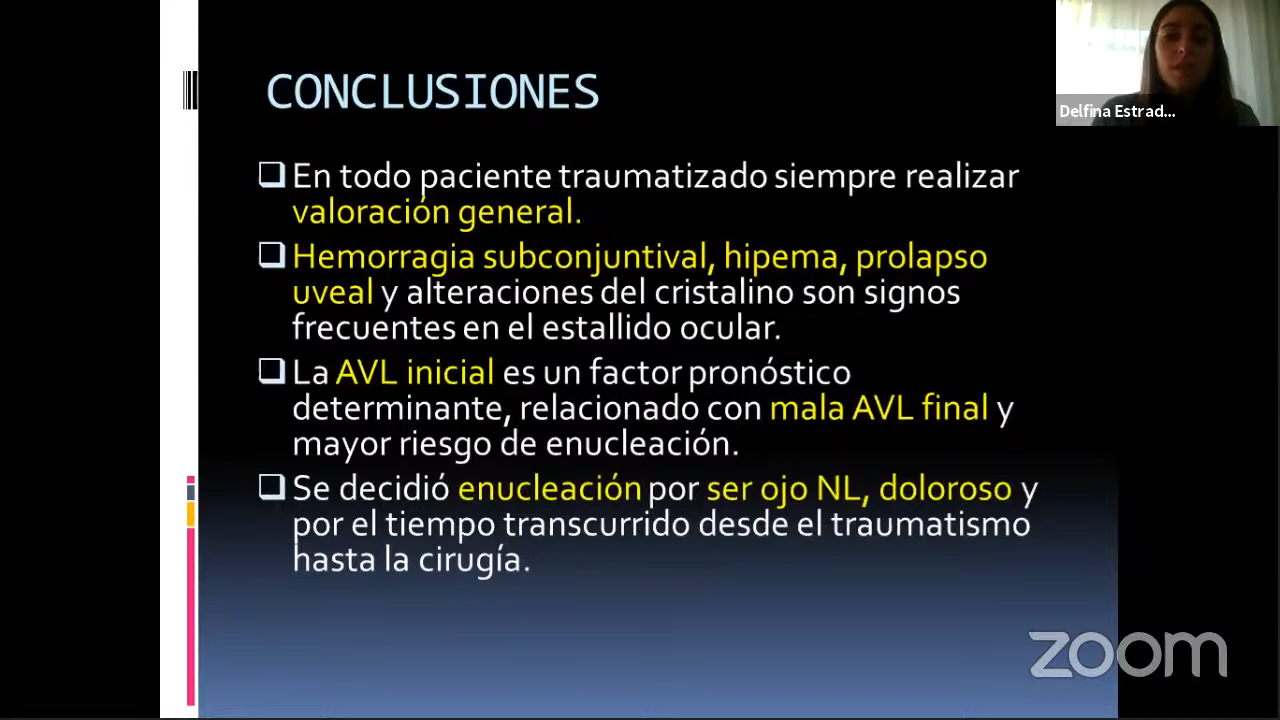 CONCLUSIONES
Delfina Estrad...
En todo paciente traumatizado siempre realizar
valoración general.
Hemorragia subconjuntival, hipema, prolapso
uveal y alteraciones del cristalino son signos
frecuentes en el estallido ocular.
La AVL inicial es un factor pronóstico
determinante, relacionado con mala AVL final y
mayor riesgo de enucleación.
Se decidió enucleación por ser ojo NL, doloroso y
por el tiempo transcurrido desde el traumatismo
hasta la cirugía.
zoom